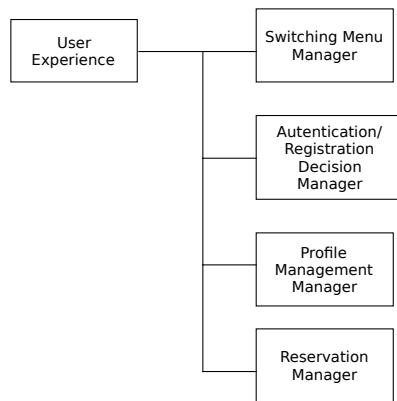 User
Experience
Switching Menu
Manager
Autentication/
Registration
Decision
Manager
Profile
Management
Manager
Reservation
Manager